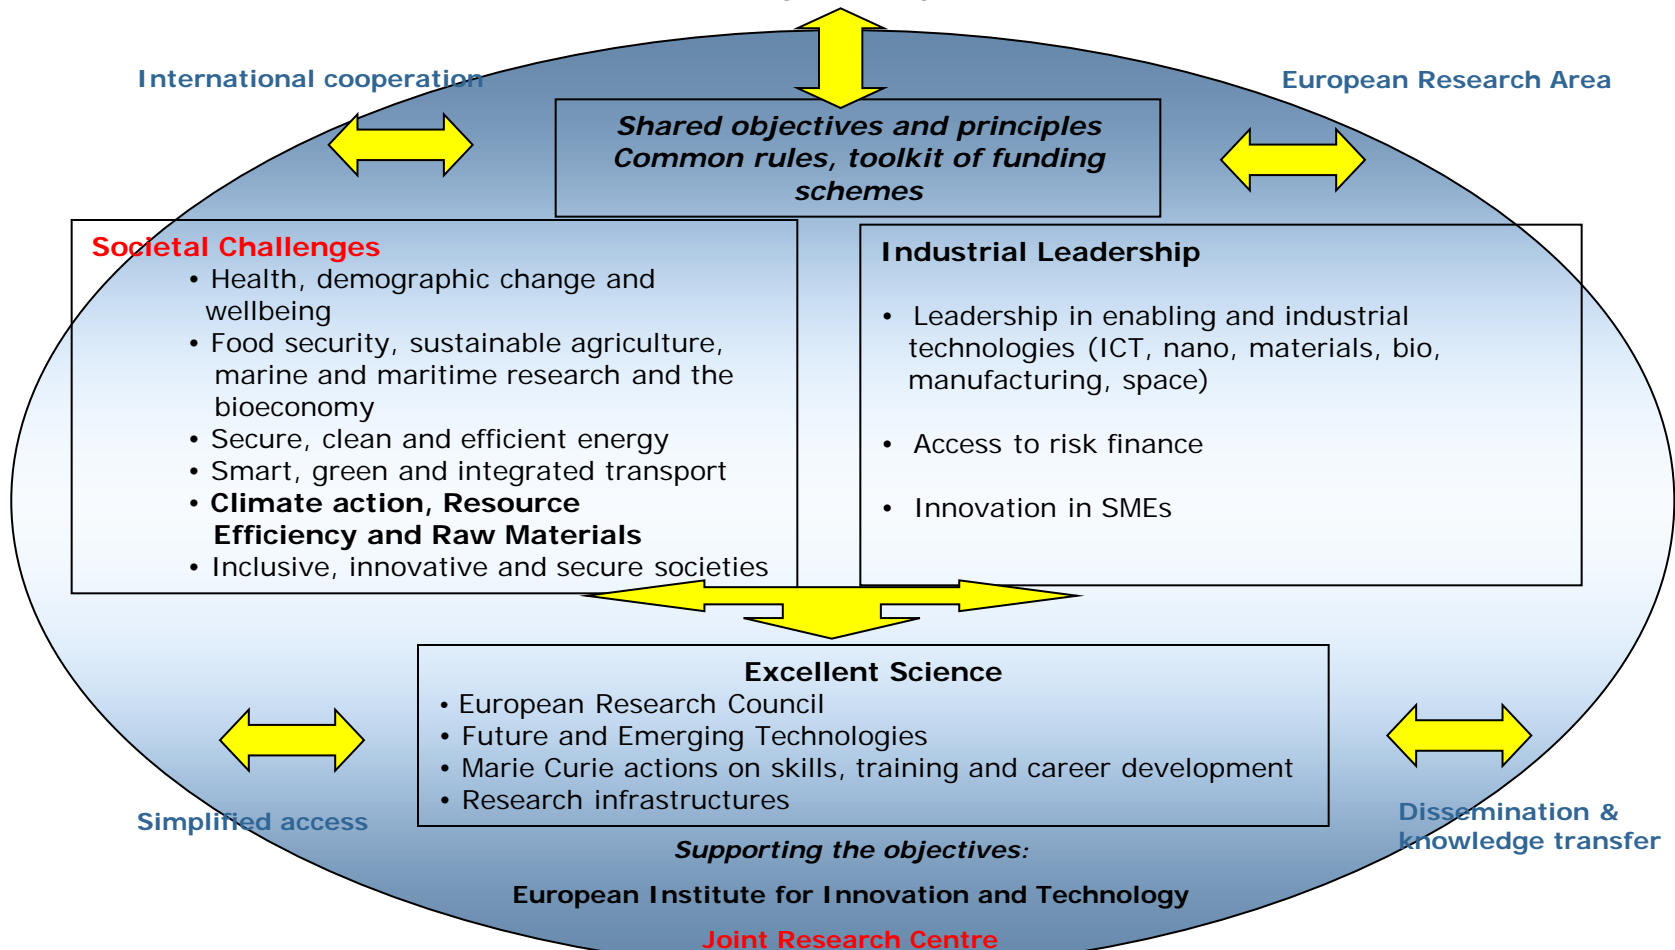 International cooperation
European Research Area
Shared objectives and principles
Common rules, toolkit of funding
schemes
Societal Challenges
• Health, demographic change and
wellbeing
• Food security, sustainable agriculture,
marine and maritime research and the
bioeconomy
• Secure, clean and efficient energy
• Smart, green and integrated transport
• Climate action, Resource
Efficiency and Raw Materials
• Inclusive, innovative and secure societies
Industrial Leadership
• Leadership in enabling and industrial
technologies (ICT, nano, materials, bio,
manufacturing, space)
• Access to risk finance
• Innovation in SMEs
Excellent Science
• European Research Council
• Future and Emerging Technologies
• Marie Curie actions on skills, training and career development
• Research infrastructures
Simplified access
Dissemination &
knowledge transfer
Supporting the objectives:
European Institute for Innovation and Technology
Joint Research Centre